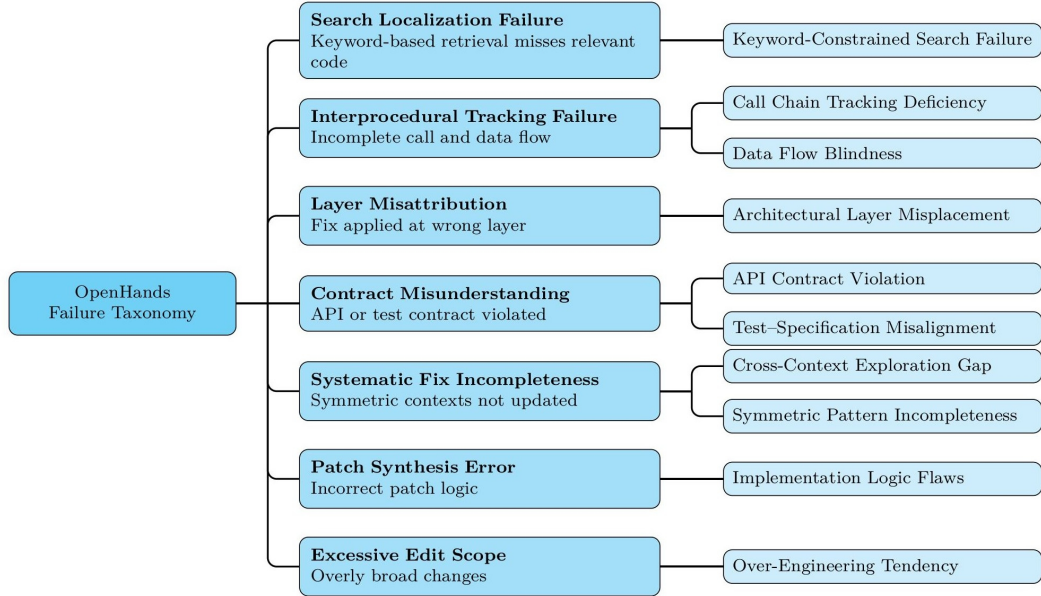 OpenHands
Failure Taxonomy
Search Localization Failure
Keyword-based retrieval misses relevant
code
Keyword-Constrained Search Failure
Interprocedural Tracking Failure
Incomplete call and data flow
Call Chain Tracking Deficiency
Data Flow Blindness
Layer Misattribution
Fix applied at wrong layer
Architectural Layer Misplacement
Contract Misunderstanding
API or test contract violated
API Contract Violation
Test–Specification Misalignment
Systematic Fix Incompleteness
Symmetric contexts not updated
Cross-Context Exploration Gap
Symmetric Pattern Incompleteness
Patch Synthesis Error
Incorrect patch logic
Implementation Logic Flaws
Excessive Edit Scope
Overly broad changes
Over-Engineering Tendency